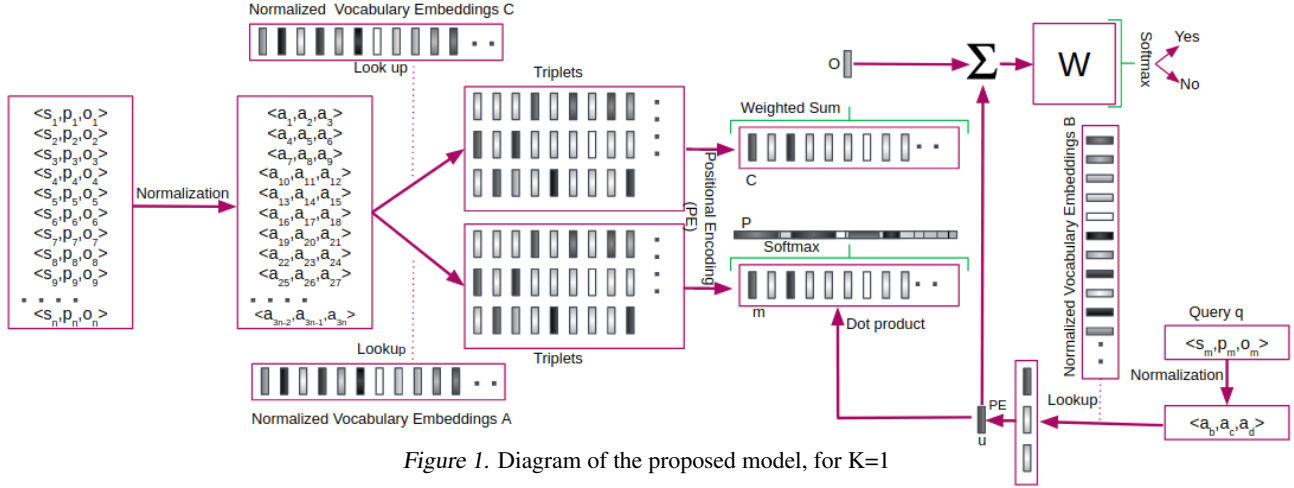 Normalized Vocabulary Embeddings C
Look up
<s1,p1,o1>
<s2,p2,o2>
<s3,p3,o3>
<s4,p4,o4>
<s5,p5,o5>
<s6,p6,o6>
<s7,p7,o7>
<s8,p8,o8>
<s9,p9,o9>
. . . .
<sn,pn,on>
Normalization
<a1,a2,a3>
<a4,a5,a6>
<a7,a8,a9>
<a10,a11,a12>
<a13,a14,a15>
<a16,a17,a18>
<a19,a20,a21>
<a22,a23,a24>
<a25,a26,a27>
. . . .
<a3n-2,a3n-1,a3n>
Lookup
Normalized Vocabulary Embeddings A
Triplets
Triplets
Positional Encoding
(PE)
Weighted Sum
C
P
Softmax
m
Dot product
O
Σ
W
Softmax
Yes
No
Normalized Vocabulary Embeddings B
Query q
<sm,pm,om>
Normalization
<ab,ac,ad>
Lookup
PE
u
Figure 1. Diagram of the proposed model, for K=1